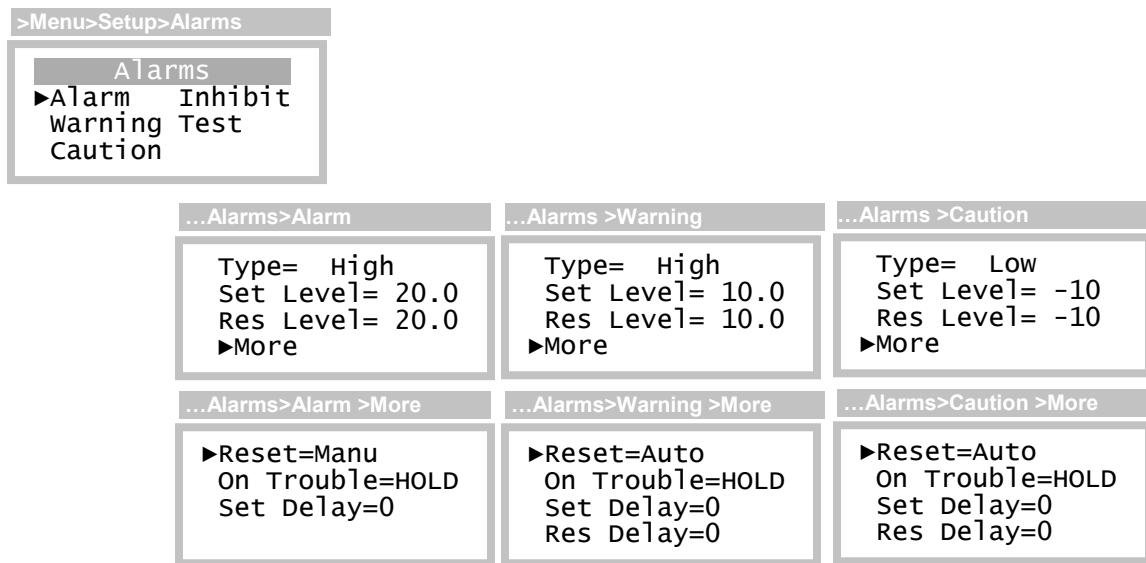 >Menu>Setup>Alarms
Alarms
►Alarm Inhibit
Warning Test
Caution
...Alarms>Alarm
Type= High
Set Level= 20.0
Res Level= 20.0
►More
...Alarms >Warning
Type= High
Set Level= 10.0
Res Level= 10.0
►More
...Alarms >Caution
Type= Low
Set Level= -10
Res Level= -10
►More
...Alarms>Alarm >More
►Reset=Manu
On Trouble=HOLD
Set Delay=0
...Alarms>Warning >More
►Reset=Auto
On Trouble=HOLD
Set Delay=0
Res Delay=0
...Alarms>Caution >More
►Reset=Auto
On Trouble=HOLD
Set Delay=0
Res Delay=0